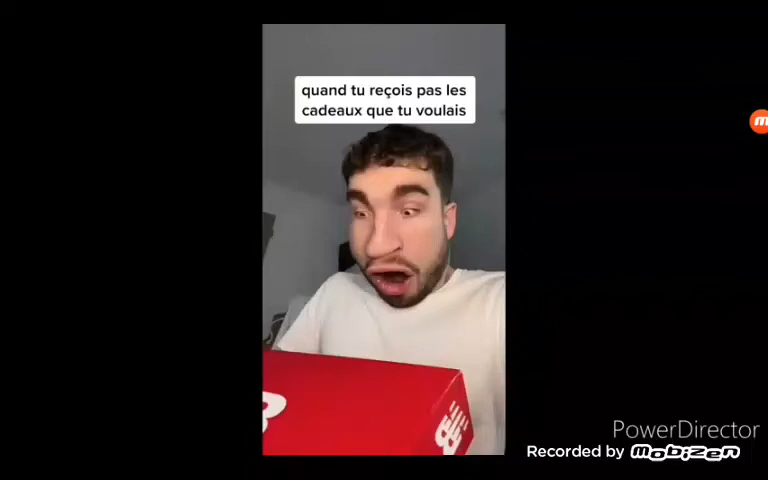 quand tu reçois pas les
cadeaux que tu voulais
PowerDirector
Recorded by mobizen